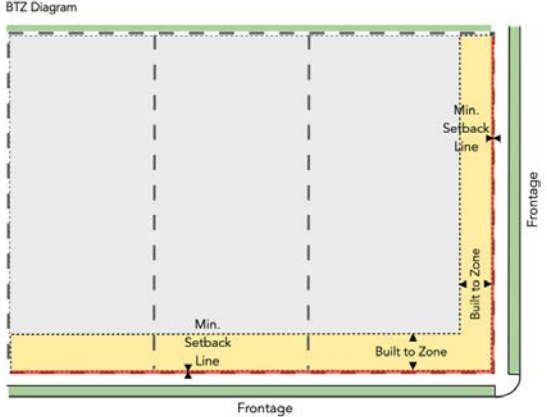 BTZ Diagram
Min.
Setback
Line
Frontage
Built to Zone
Min.
Setback
Line
Built to Zone
Frontage